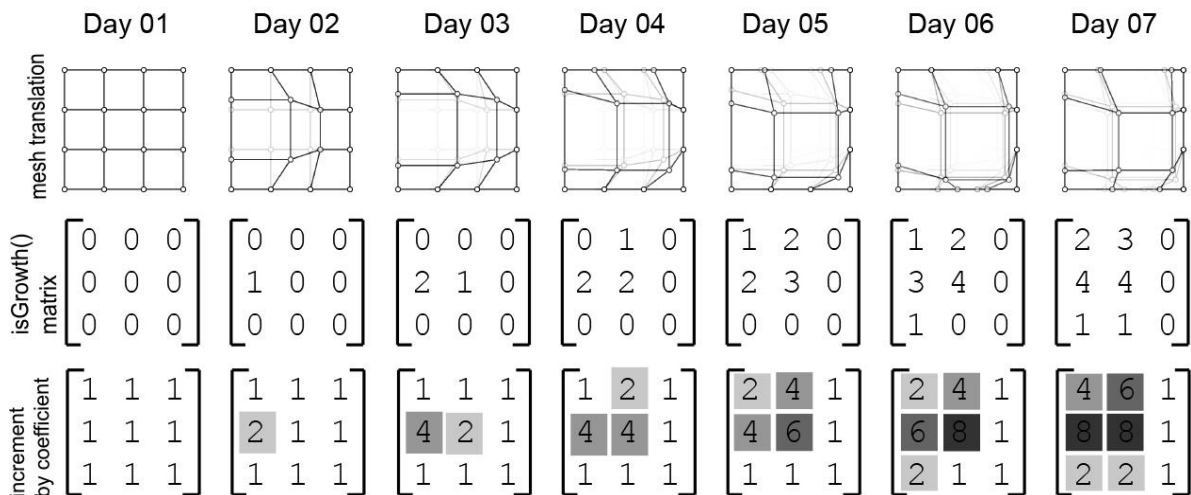 Day 01 Day 02 Day 03 Day 04 Day 05 Day 06 Day 07
mesh translation
isGrowth()
matrix
0 0 0 0 0 0 0 0 0 0 1 0 1 2 0 1 2 0 2 3 0
0 0 0 1 0 0 2 1 0 2 2 0 2 3 0 3 4 0 4 4 0
0 0 0 0 0 0 0 0 0 0 0 0 0 0 0 1 0 0 1 1 0
increment
by coefficient
1 1 1 1 1 1 1 1 1 1 2 1 2 4 1 2 4 1 4 6 1
1 1 1 2 1 1 4 2 1 4 4 1 4 6 1 6 8 1 8 8 1
1 1 1 1 1 1 1 1 1 1 1 1 1 1 1 2 1 1 2 2 1